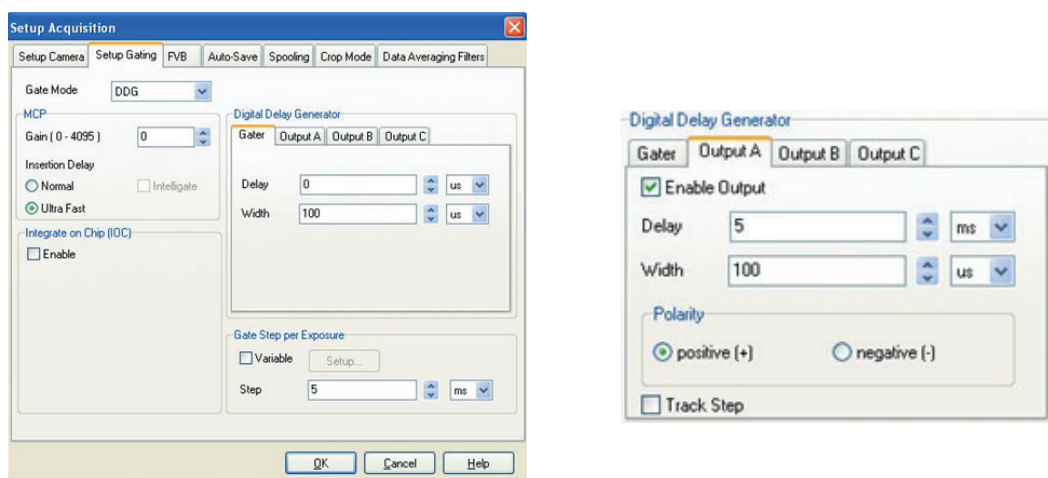 Setup Acquisition
Setup Camera Setup Gating FVB Auto-Save Spooling Crop Mode Data Averaging Filters
Gate Mode DDG
MCP
Gain ( 0 - 4095 ) 0
Insertion Delay
Normal Intelligate
Ultra Fast
Integrate on Chip (IOC)
Enable
Digital Delay Generator
Gater Output A Output B Output C
Delay 0 us
Width 100 us
Gate Step per Exposure
Variable Setup...
Step 5 ms
OK Cancel Help
Digital Delay Generator
Gater Output A Output B Output C
Enable Output
Delay 5 ms
Width 100 us
Polarity
positive (+) negative (-)
Track Step